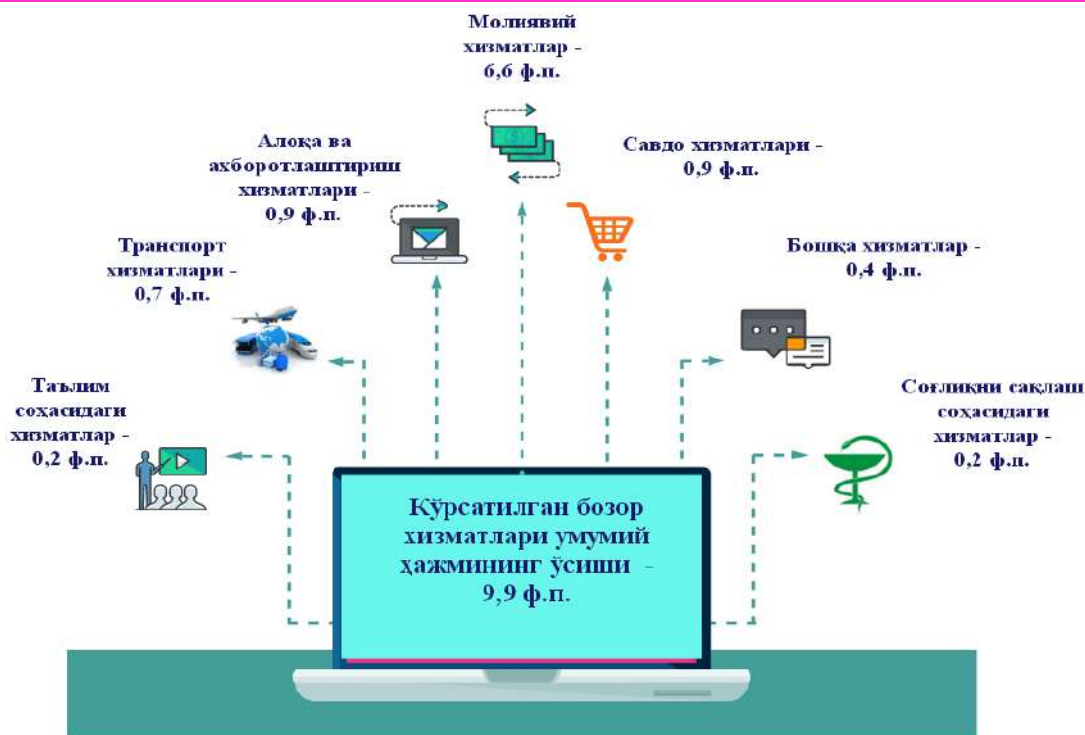 Молиявий
хизматлар -
6,6 ф.п.
Алоқа ва
ахборотлаштириш
хизматлари -
0,9 ф.п.
Савдо хизматлари -
0,9 ф.п.
Транспорт
хизматлари -
0,7 ф.п.
Бошқа хизматлар -
0,4 ф.п.
Таълим
соҳасидаги
хизматлар -
0,2 ф.п.
Соғлиқни сақлаш
соҳасидаги
хизматлар -
0,2 ф.п.
Кўрсатилган бозор
хизматлари умумий
ҳажмининг ўсиши -
9,9 ф.п.